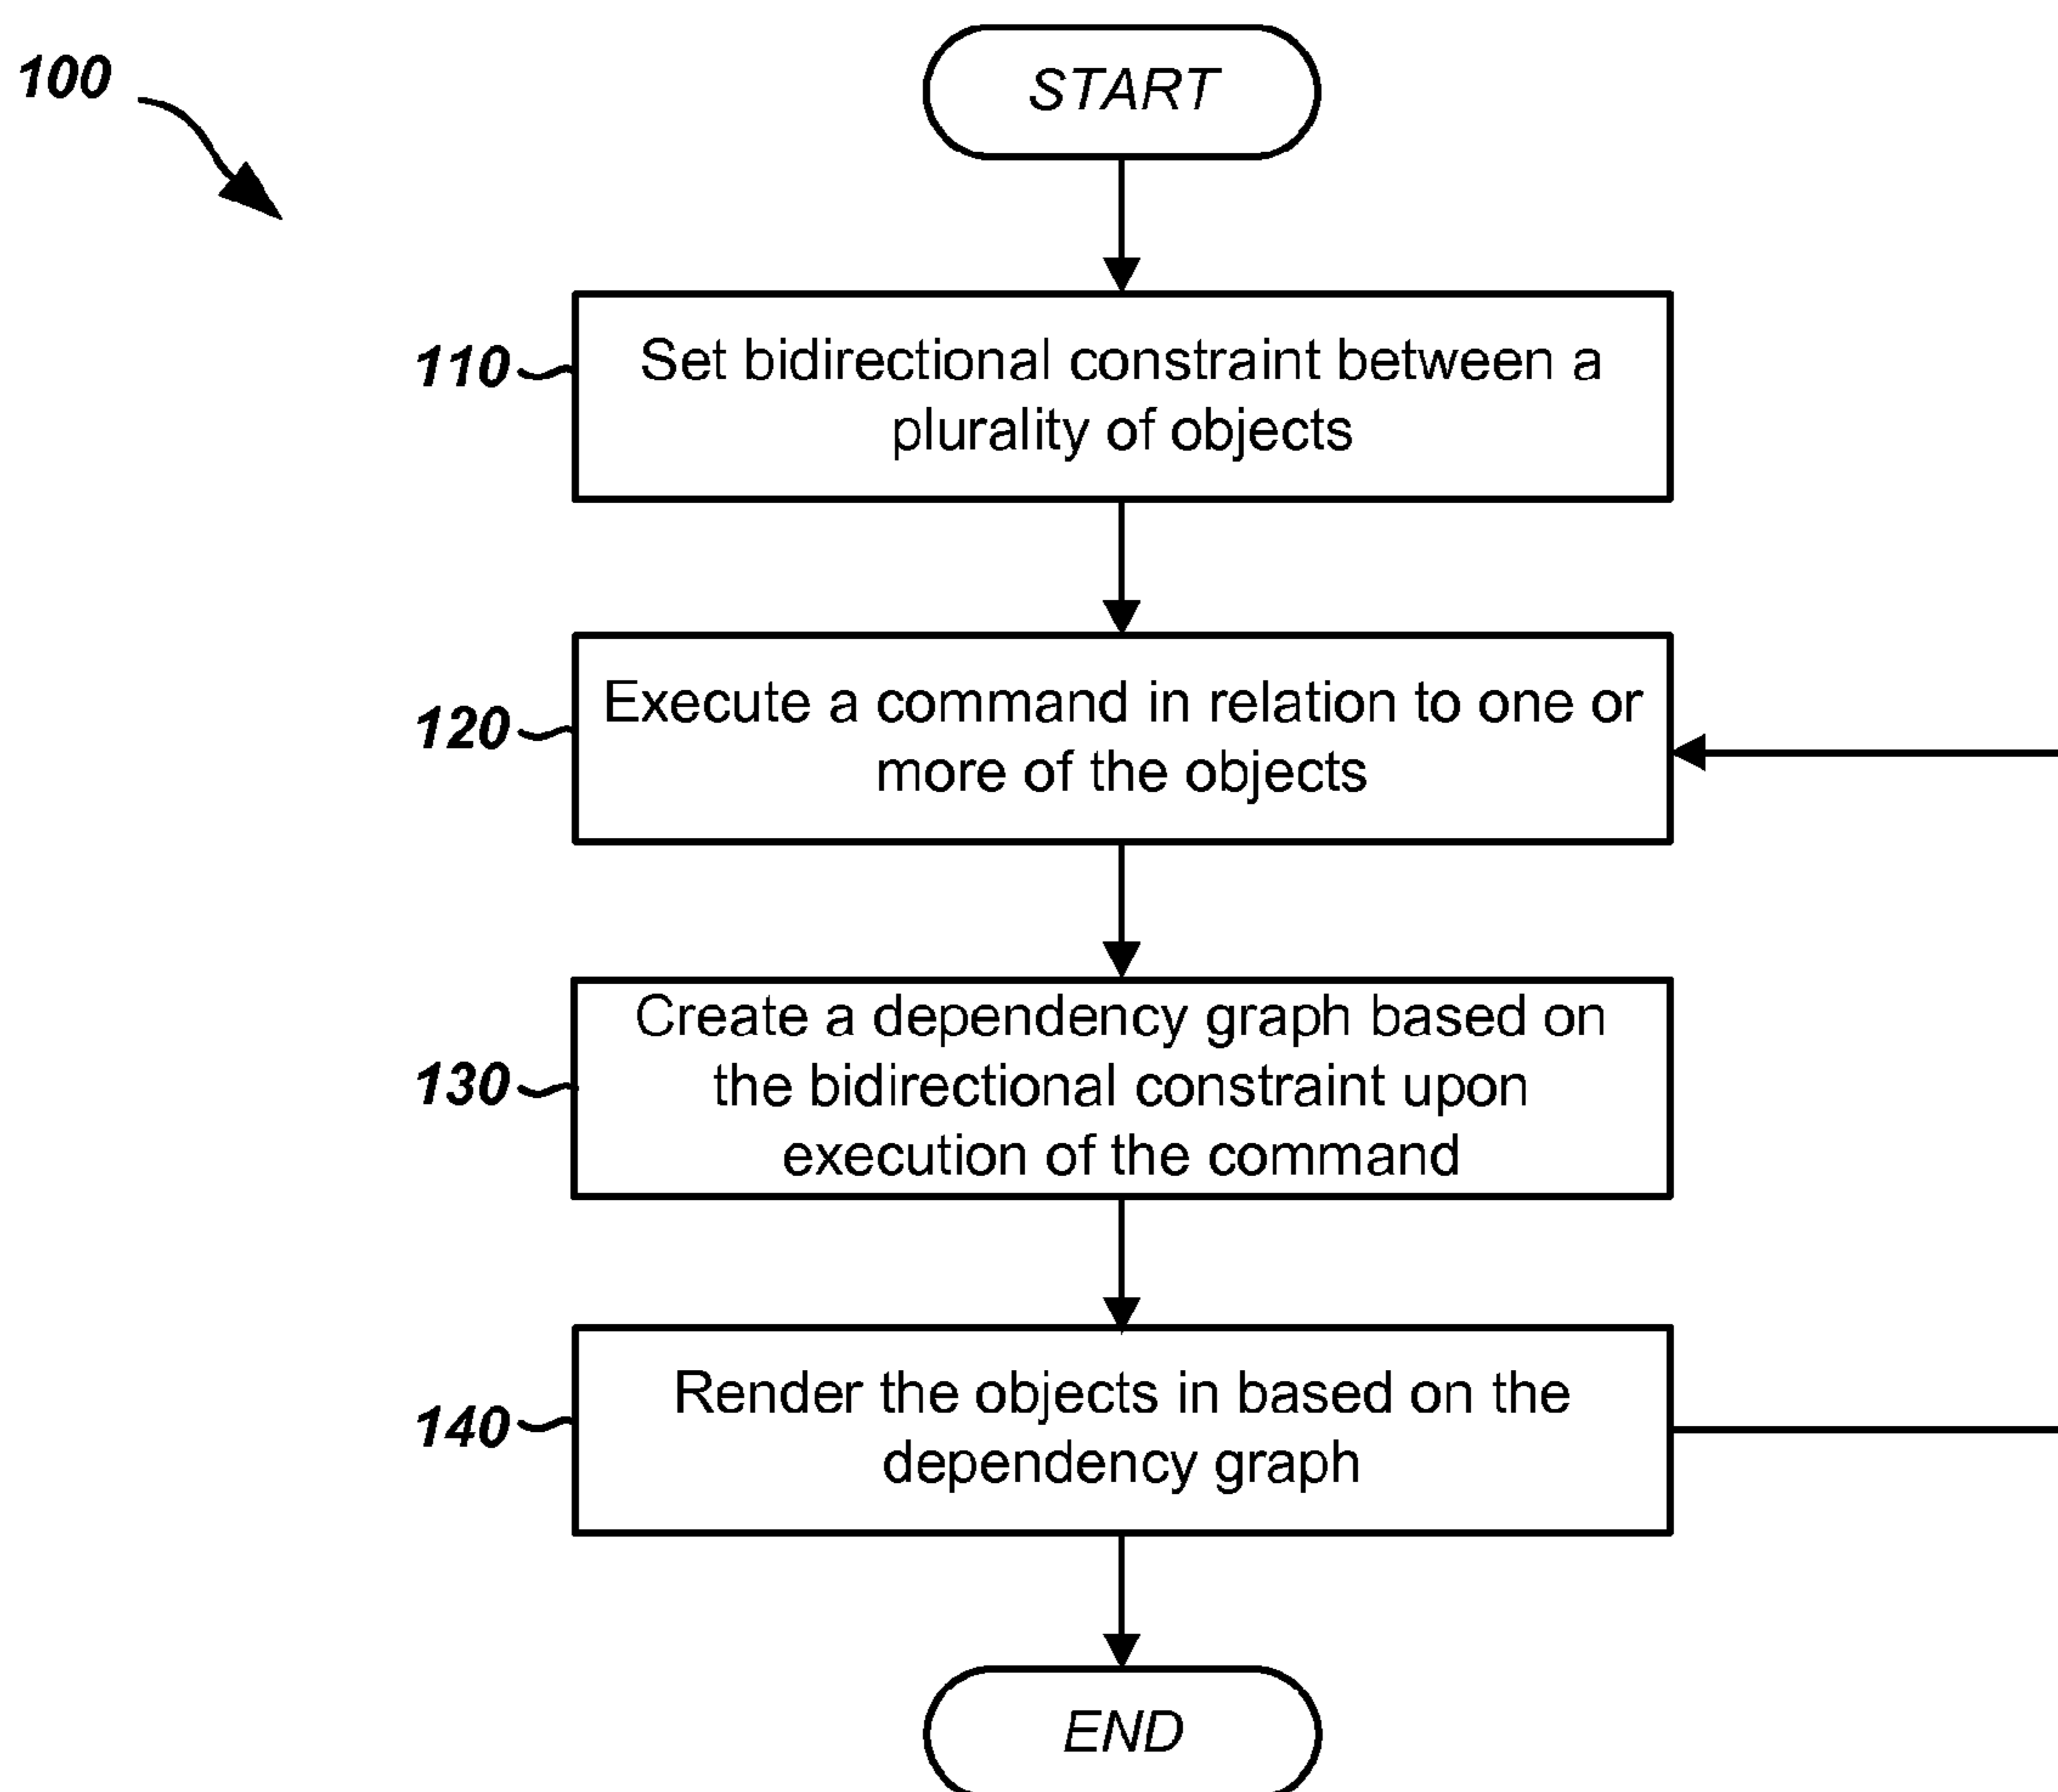 100
START
110
Set bidirectional constraint between a
plurality of objects
120
Execute a command in relation to one or
more of the objects
130
Create a dependency graph based on
the bidirectional constraint upon
execution of the command
140
Render the objects in based on the
dependency graph
END